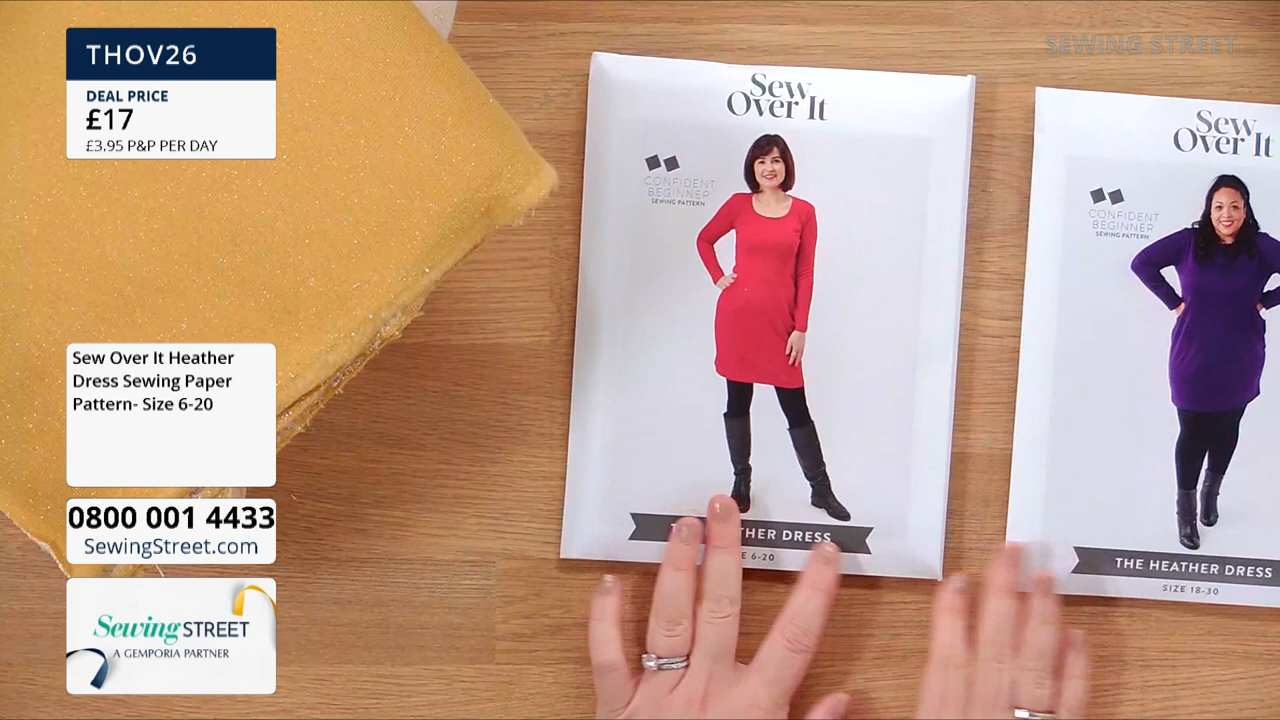 THOV26
DEAL PRICE
£17
£3.95 P&P PER DAY
Sew Over It Heather
Dress Sewing Paper
Pattern- Size 6-20
0800 001 4433
SewingStreet.com
Sewing STREET
A GEMPORIA PARTNER
SEWING STREET
Sew
Over It
CONFIDENT
BEGINNER
SEWING PATTERN
HER DRESS
6-20
Sew
Over It
CONFIDENT
BEGINNER
SEWING PATTERN
THE HEATHER DRESS
SIZE 18-30